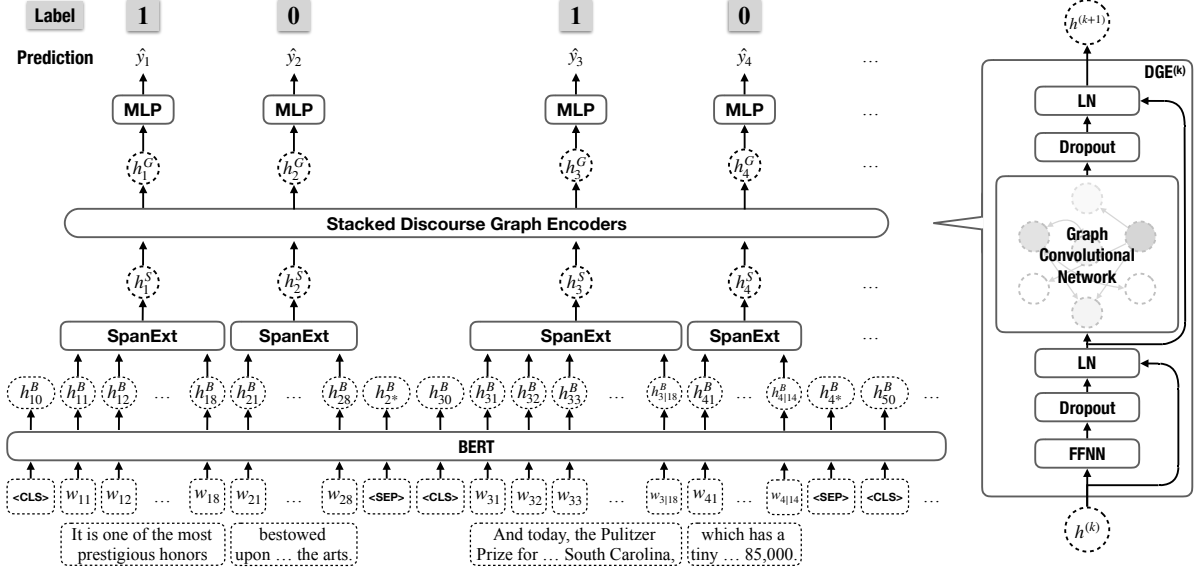 Label 1 0 1 0
Prediction ŷ₁ ŷ₂ ŷ₃ ŷ₄ …
MLP MLP MLP MLP …
h₁ᴳ h₂ᴳ h₃ᴳ h₄ᴳ …
Stacked Discourse Graph Encoders
h₁ˢ h₂ˢ h₃ˢ h₄ˢ …
SpanExt SpanExt SpanExt SpanExt …
h₁₀ᴮ h₁₁ᴮ h₁₂ᴮ … h₁₈ᴮ h₂₁ᴮ … h₂₈ᴮ h₂*ᴮ h₃₀ᴮ h₃₁ᴮ h₃₂ᴮ h₃₃ᴮ … h₃|₁₈ᴮ h₄₁ᴮ … h₄|₁₄ᴮ h₄*ᴮ h₅₀ᴮ …
BERT
<CLS> w₁₁ w₁₂ … w₁₈ w₂₁ … w₂₈ <SEP> <CLS> w₃₁ w₃₂ w₃₃ … w₃|₁₈ w₄₁ … w₄|₁₄ <SEP> <CLS> …
It is one of the most
prestigious honors
bestowed
upon … the arts.
And today, the Pulitzer
Prize for … South Carolina,
which has a
tiny … 85,000.
h⁽ᵏ⁺¹⁾
DGE⁽ᵏ⁾
LN
Dropout
Graph
Convolutional
Network
LN
Dropout
FFNN
h⁽ᵏ⁾